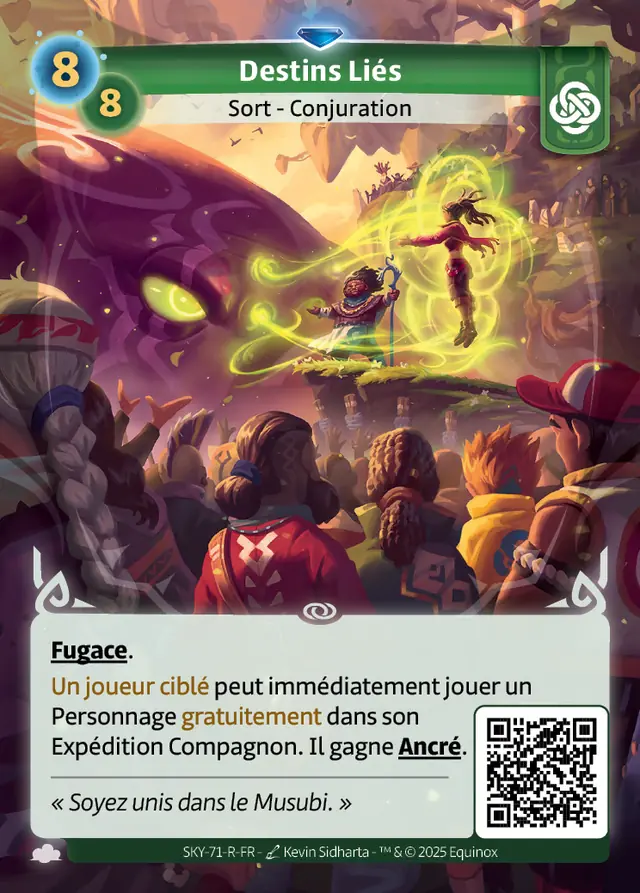 8
8
Destins Liés
Sort - Conjuration
Fugace.
Un joueur ciblé peut immédiatement jouer un
Personnage gratuitement dans son
Expédition Compagnon. Il gagne Ancré.
« Soyez unis dans le Musubi. »
SKY-71-R-FR - Kevin Sidharta - ™ & © 2025 Equinox